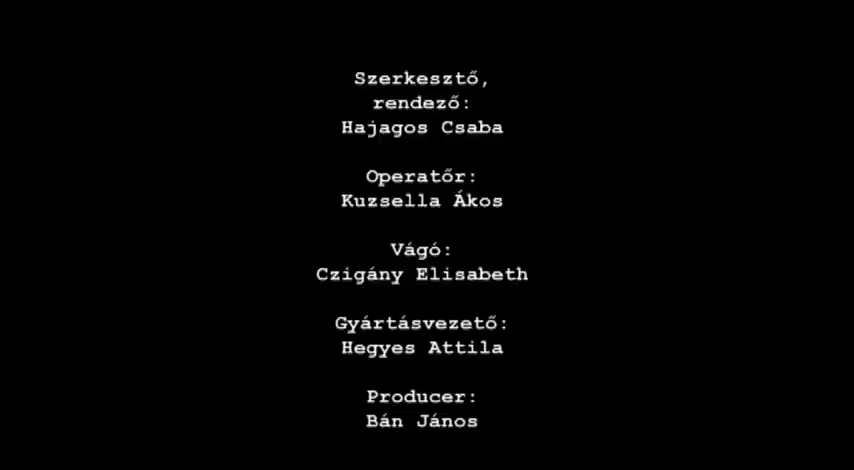 Szerkesztő,
rendező:
Hajagos Csaba
Operatőr:
Kuzsella Ákos
Vágó:
Czigány Elisabeth
Gyártásvezető:
Hegyes Attila
Producer:
Bán János